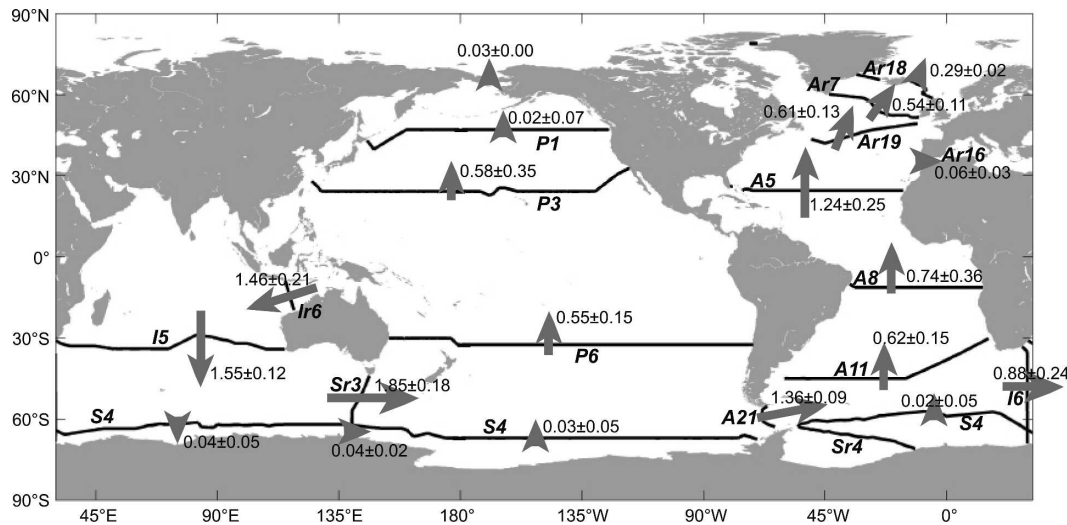 90°N
60°N
30°N
0°
30°S
60°S
90°S
0.03±0.00
Ar18
0.29±0.02
Ar7
0.61±0.13
0.54±0.11
0.02±0.07
P1
Ar19
Ar16
0.06±0.03
0.58±0.35
P3
A5
1.24±0.25
1.46±0.21
Ir6
A8
0.74±0.36
I5
1.55±0.12
0.55±0.15
P6
0.62±0.15
A11
Sr3
1.85±0.18
0.88±0.24
I6
1.36±0.09
A21
0.02±0.05
S4
S4
0.04±0.05
0.04±0.02
S4
0.03±0.05
Sr4
45°E 90°E 135°E 180° 135°W 90°W 45°W 0°